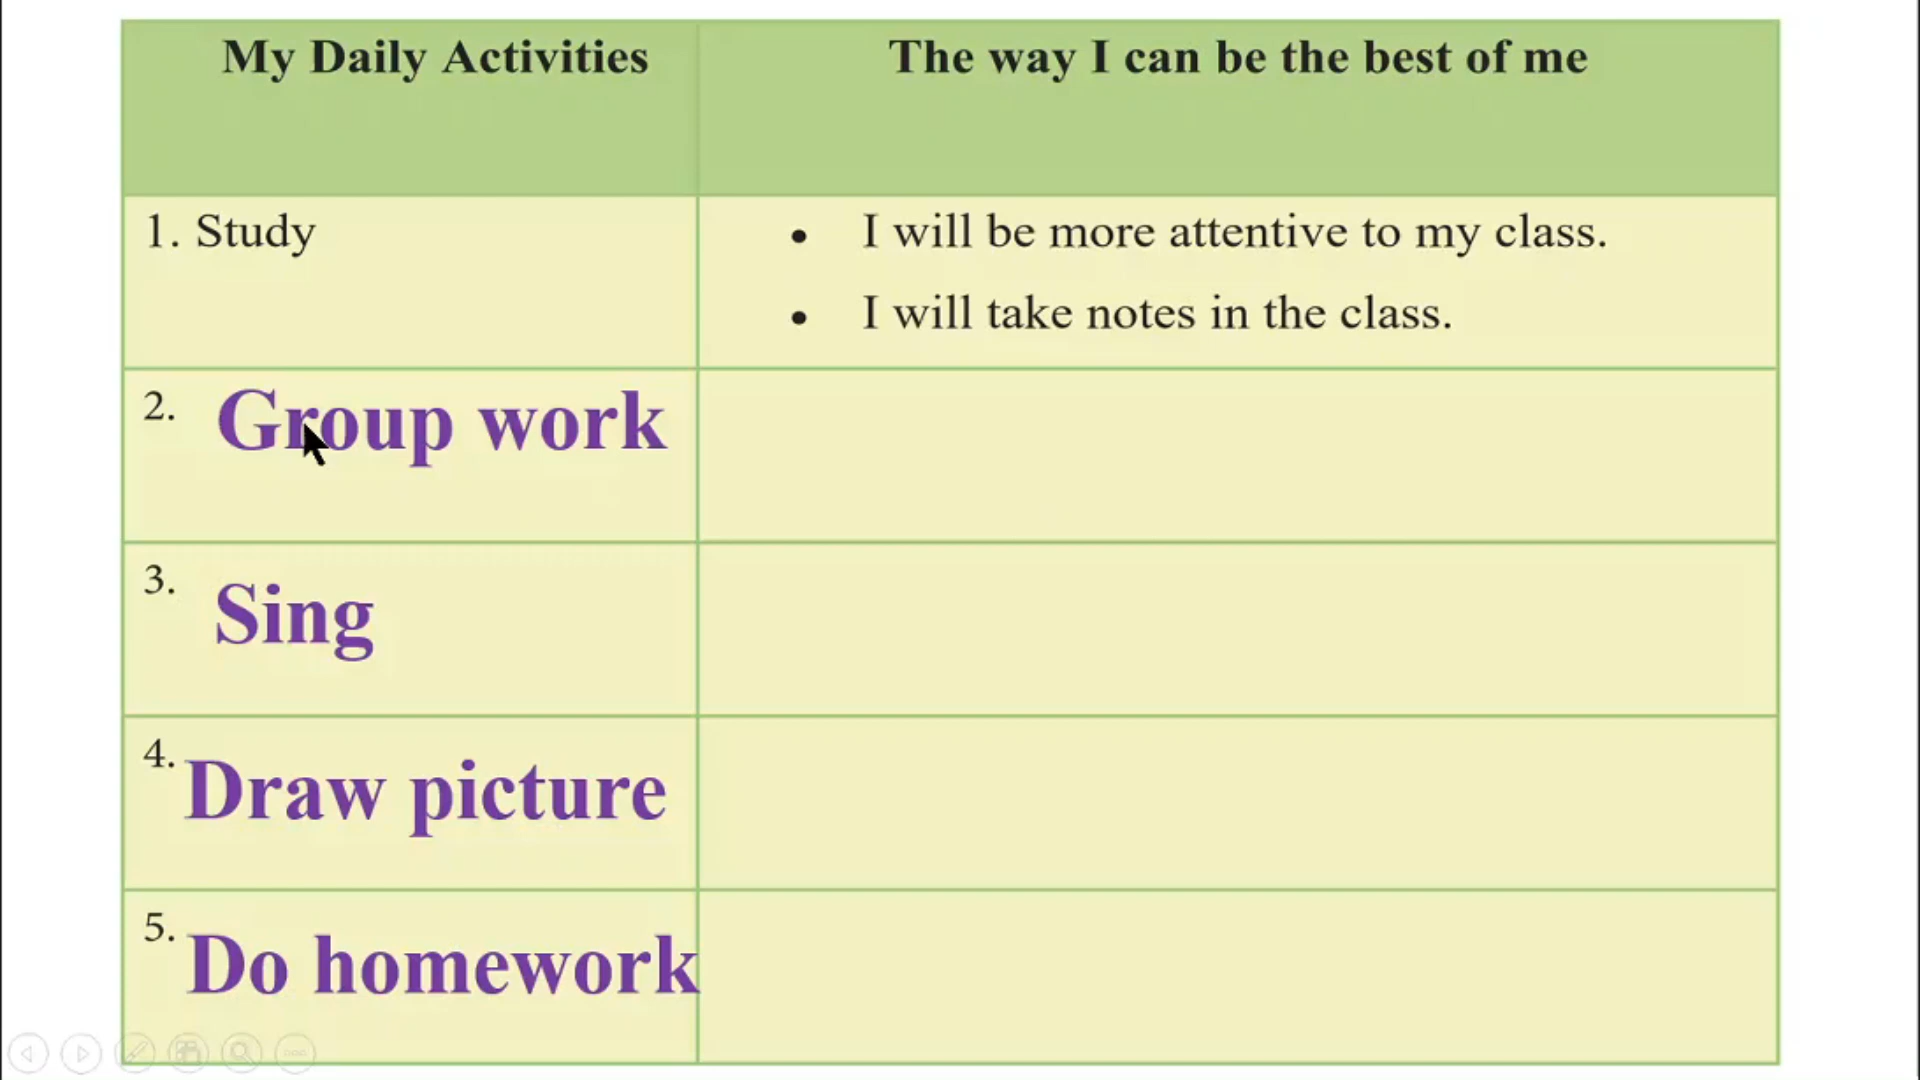 My Daily Activities
The way I can be the best of me
1. Study
• I will be more attentive to my class.
• I will take notes in the class.
2. Group work
3. Sing
4. Draw picture
5. Do homework